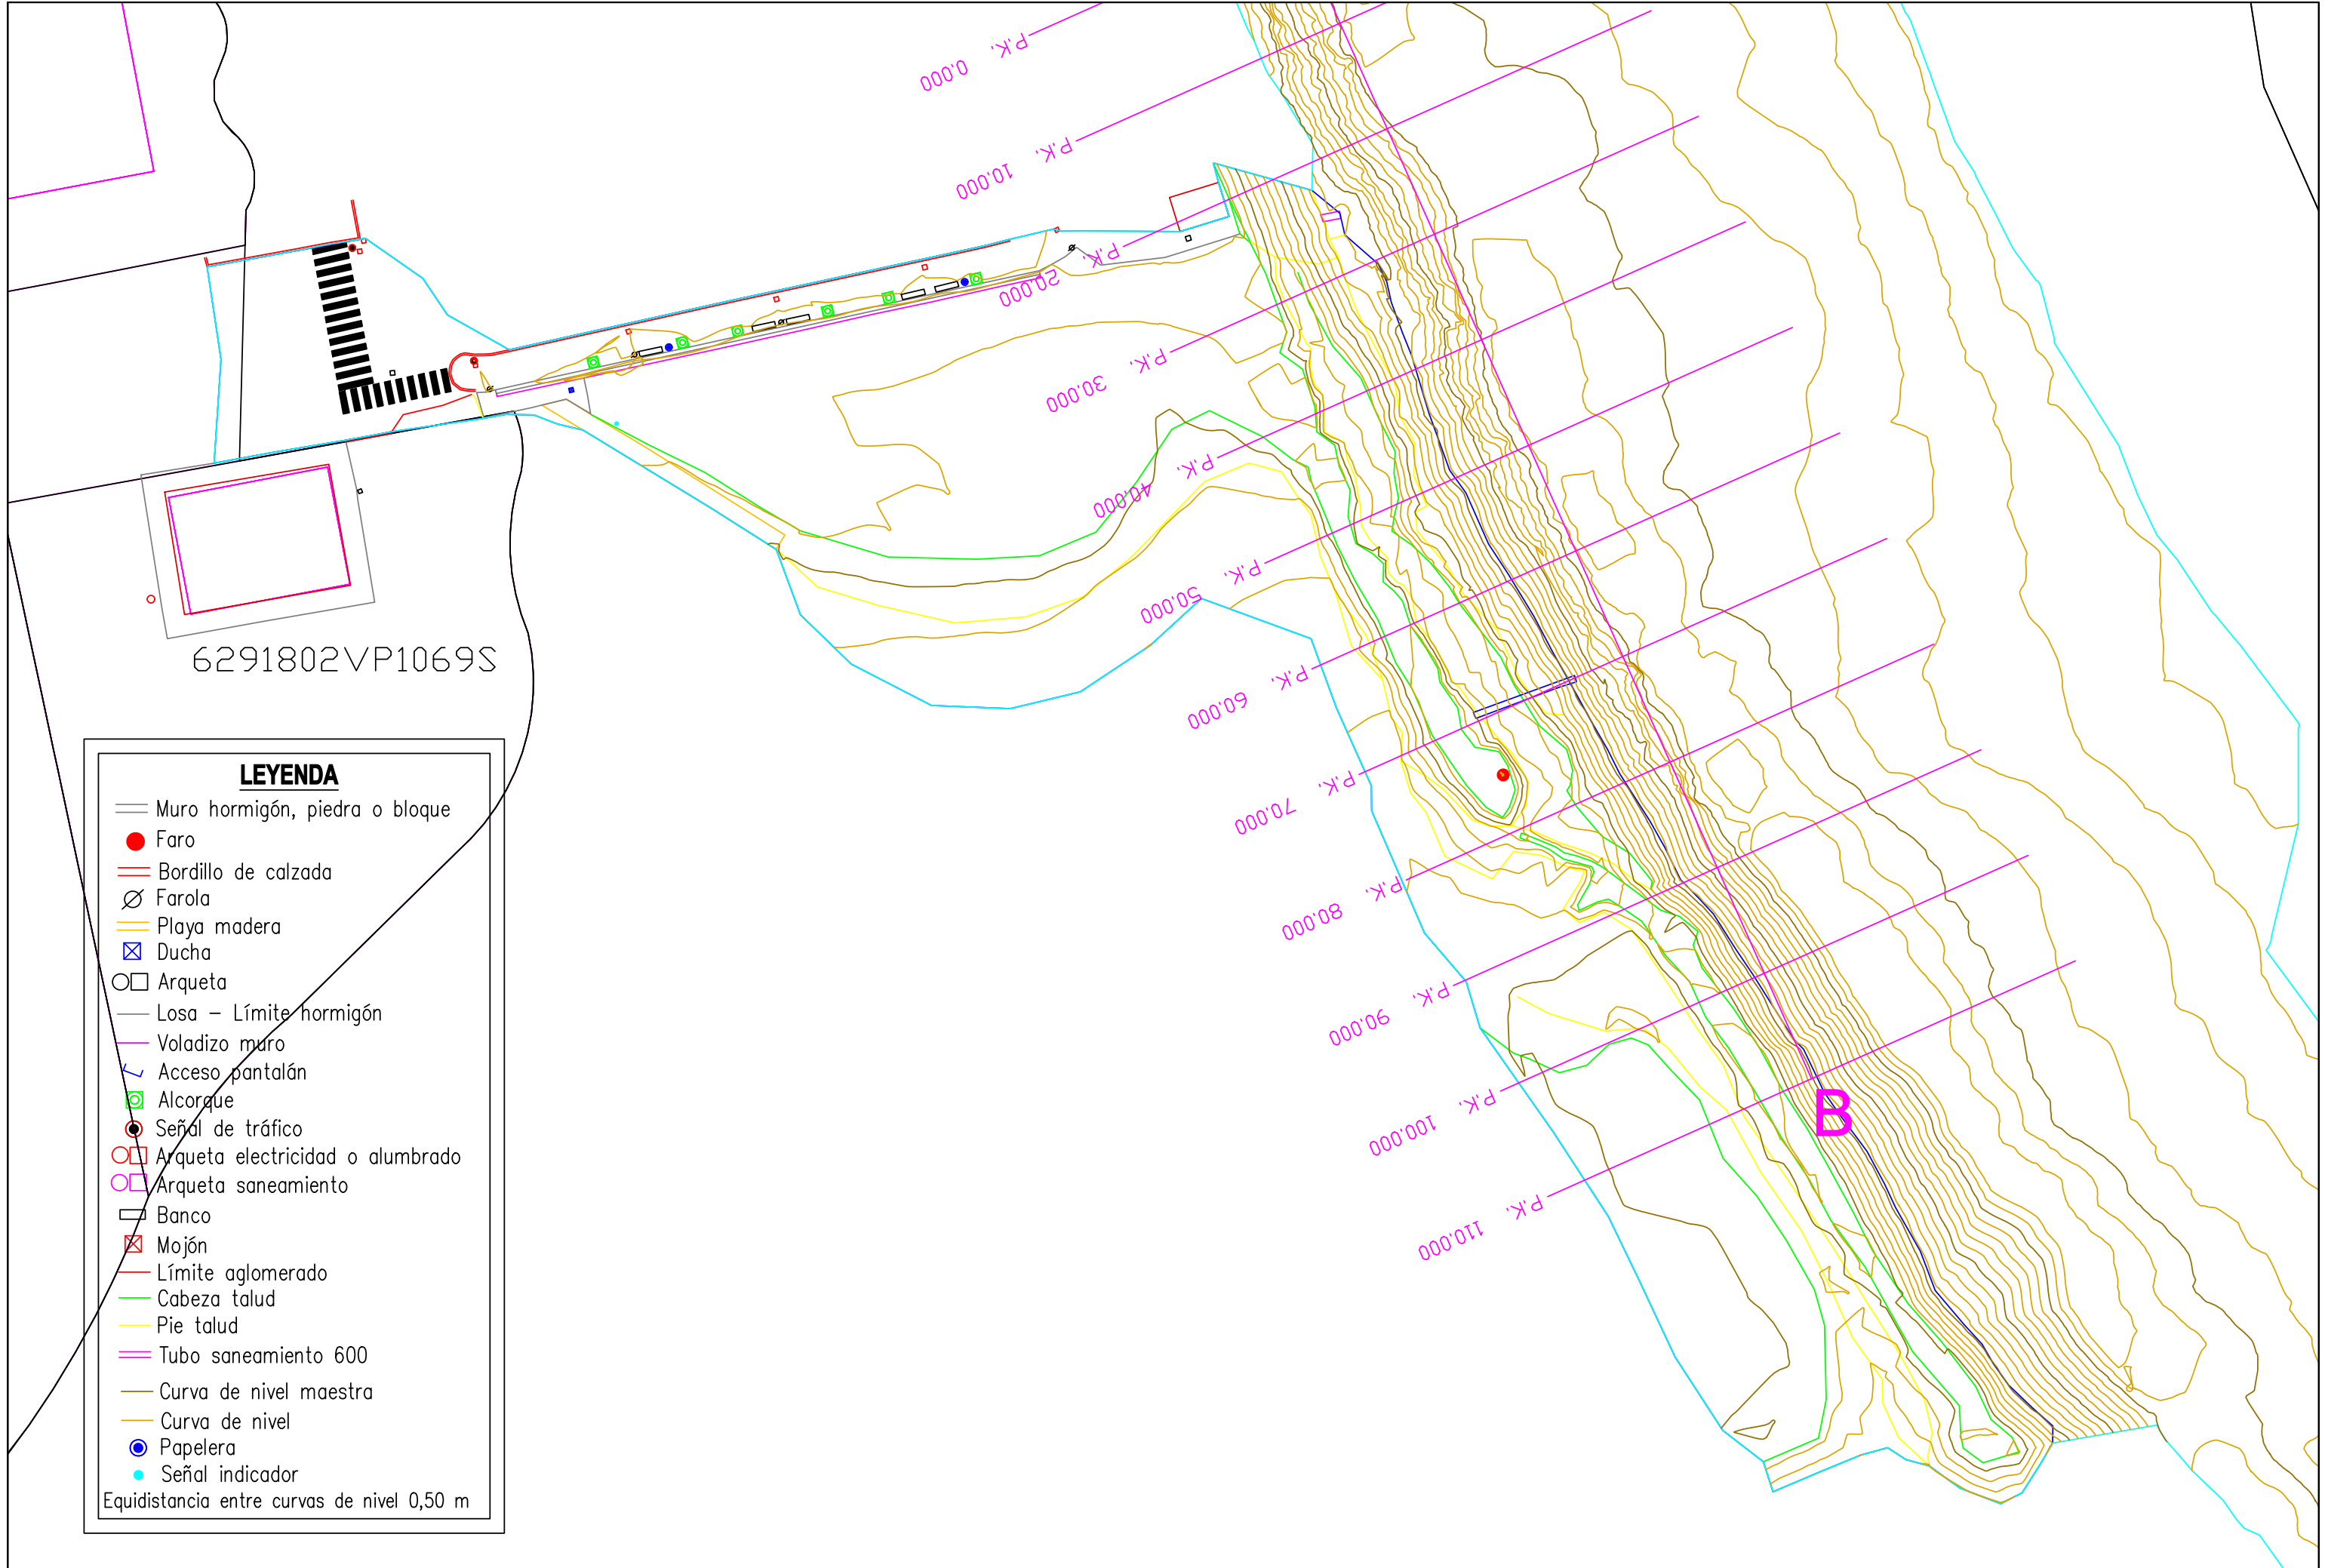 P.K. 0.000
P.K. 10.000
P.K. 20.000
P.K. 30.000
P.K. 40.000
P.K. 50.000
P.K. 60.000
P.K. 70.000
P.K. 80.000
P.K. 90.000
P.K. 100.000
P.K. 110.000
B
6291802VP1069S
LEYENDA
Muro hormigón, piedra o bloque
Faro
Bordillo de calzada
Farola
Playa madera
Ducha
Arqueta
Losa - Límite hormigón
Voladizo muro
Acceso pantalán
Alcorque
Señal de tráfico
Arqueta electricidad o alumbrado
Arqueta saneamiento
Banco
Mojón
Límite aglomerado
Cabeza talud
Pie talud
Tubo saneamiento 600
Curva de nivel maestra
Curva de nivel
Papelera
Señal indicador
Equidistancia entre curvas de nivel 0,50 m